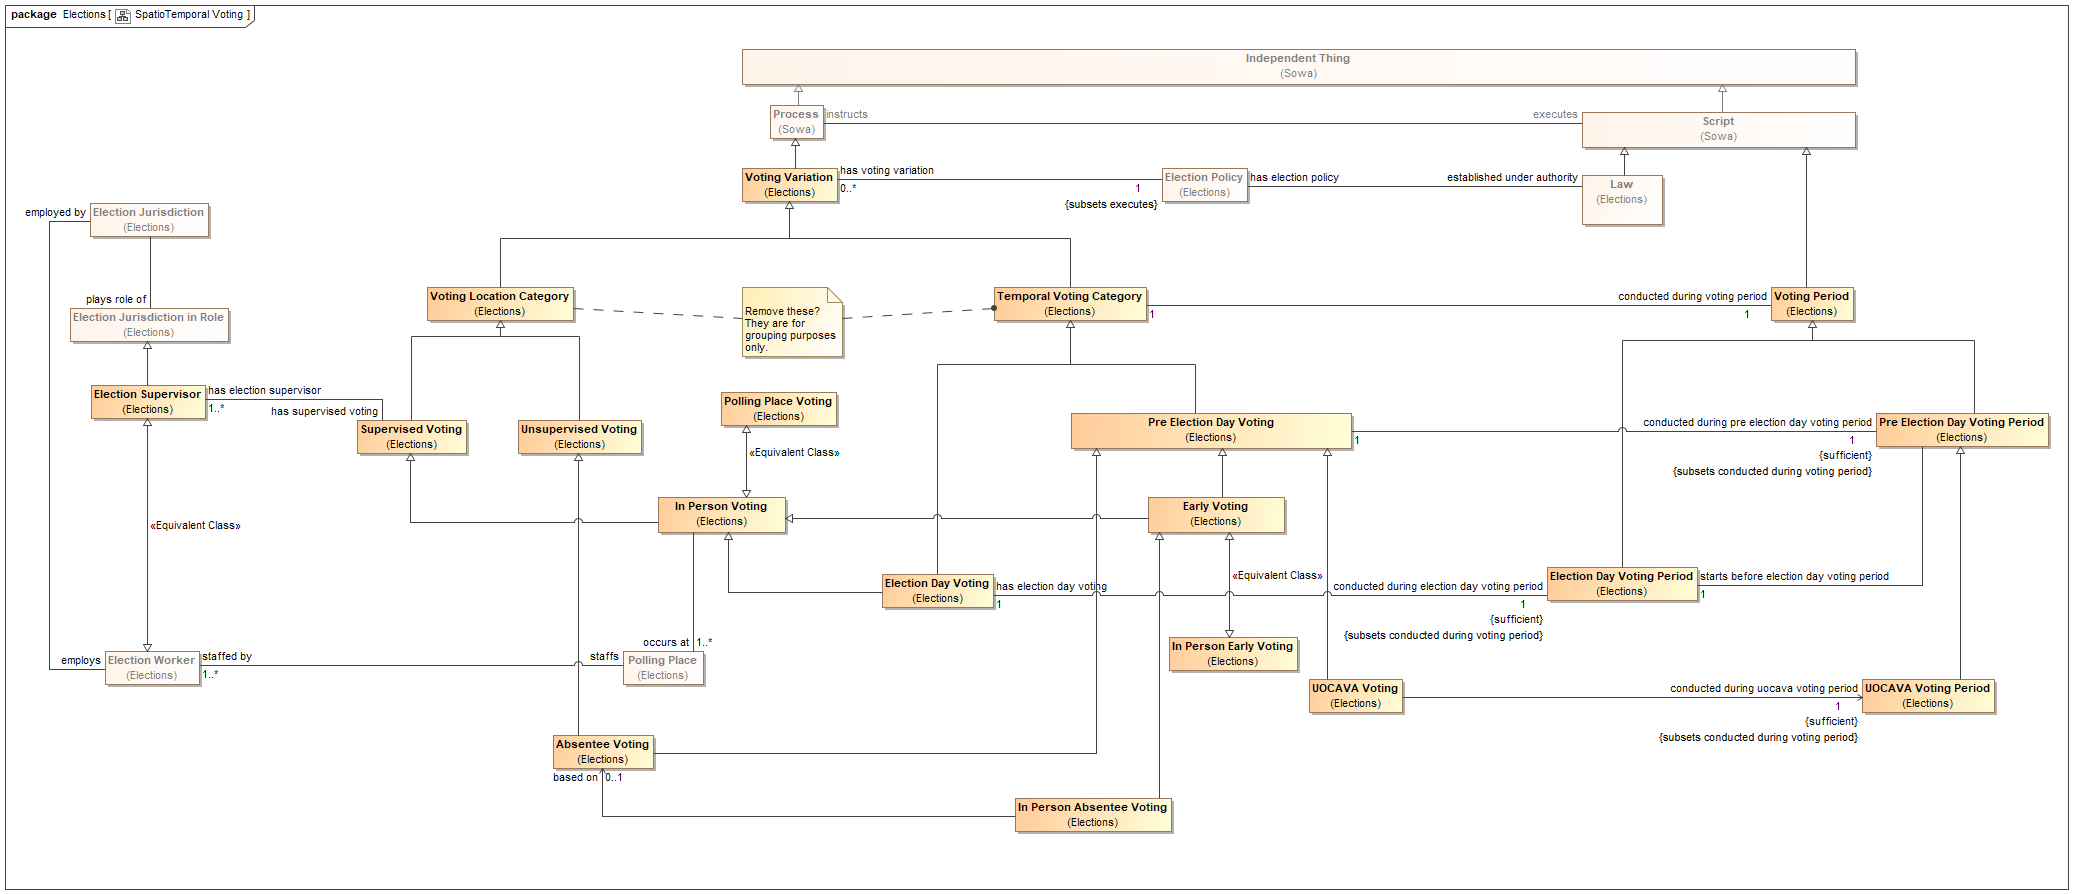 package Elections [ SpatioTemporal Voting ]
Independent Thing
(Sowa)
Process
(Sowa)
instructs
executes
Script
(Sowa)
Voting Variation
(Elections)
has voting variation
0..*
1
{subsets executes}
Election Policy
(Elections)
has election policy
established under authority
Law
(Elections)
employed by
Election Jurisdiction
(Elections)
plays role of
Election Jurisdiction in Role
(Elections)
Voting Location Category
(Elections)
Remove these?
They are for
grouping purposes
only.
Temporal Voting Category
(Elections)
1
conducted during voting period
1
Voting Period
(Elections)
Election Supervisor
(Elections)
has election supervisor
1..*
has supervised voting
Supervised Voting
(Elections)
Unsupervised Voting
(Elections)
Polling Place Voting
(Elections)
«Equivalent Class»
Pre Election Day Voting
(Elections)
1
conducted during pre election day voting period
1
{sufficient}
{subsets conducted during voting period}
Pre Election Day Voting Period
(Elections)
In Person Voting
(Elections)
Early Voting
(Elections)
«Equivalent Class»
«Equivalent Class»
Election Day Voting
(Elections)
has election day voting
1
conducted during election day voting period
1
{sufficient}
{subsets conducted during voting period}
Election Day Voting Period
(Elections)
starts before election day voting period
1
employs
Election Worker
(Elections)
staffed by
1..*
staffs
occurs at
1..*
Polling Place
(Elections)
In Person Early Voting
(Elections)
UOCAVA Voting
(Elections)
conducted during uocava voting period
1
{sufficient}
{subsets conducted during voting period}
UOCAVA Voting Period
(Elections)
Absentee Voting
(Elections)
based on
0..1
In Person Absentee Voting
(Elections)